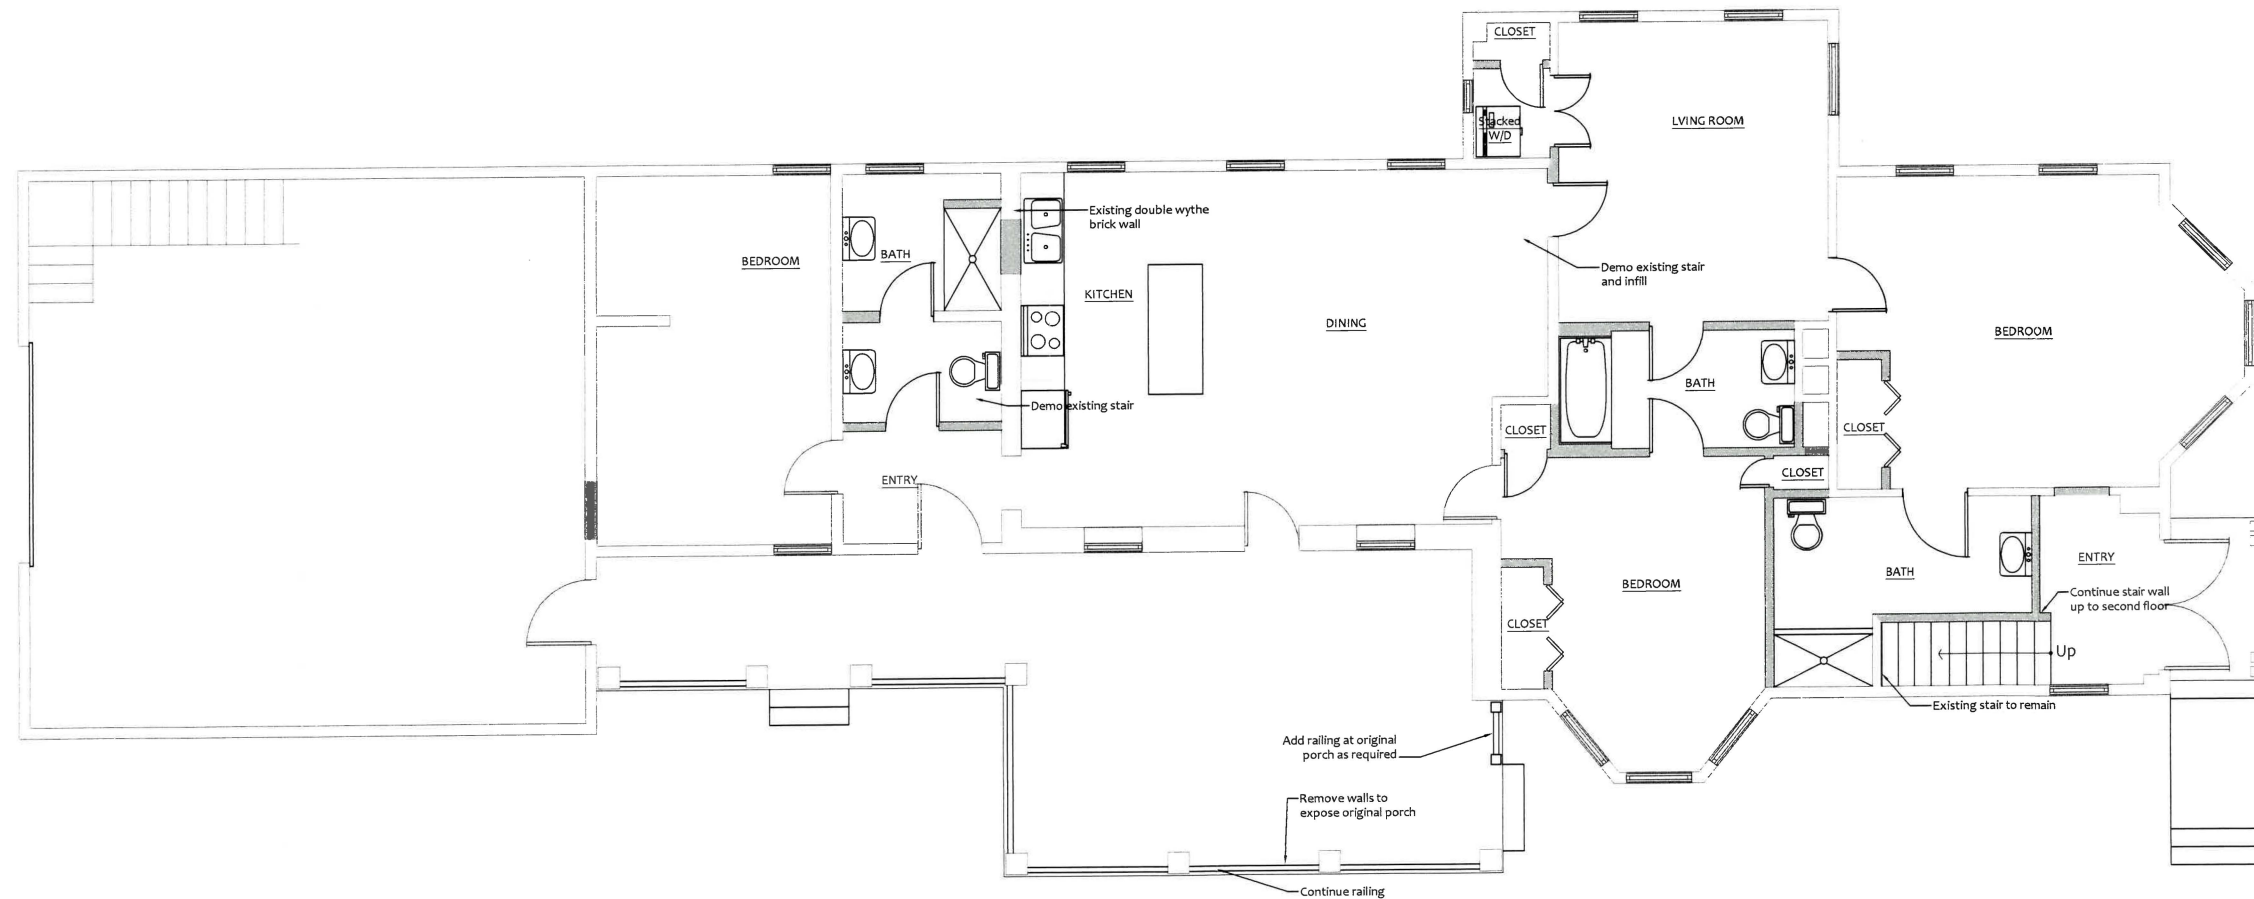 CLOSET
Stacked
W/D
LVING ROOM
Existing double wythe
brick wall
BATH
BEDROOM
KITCHEN
Demo existing stair
and infill
DINING
BEDROOM
BATH
Demo existing stair
CLOSET
CLOSET
CLOSET
ENTRY
BATH
ENTRY
BEDROOM
Continue stair wall
up to second floor
CLOSET
Up
Existing stair to remain
Add railing at original
porch as required
Remove walls to
expose original porch
Continue railing